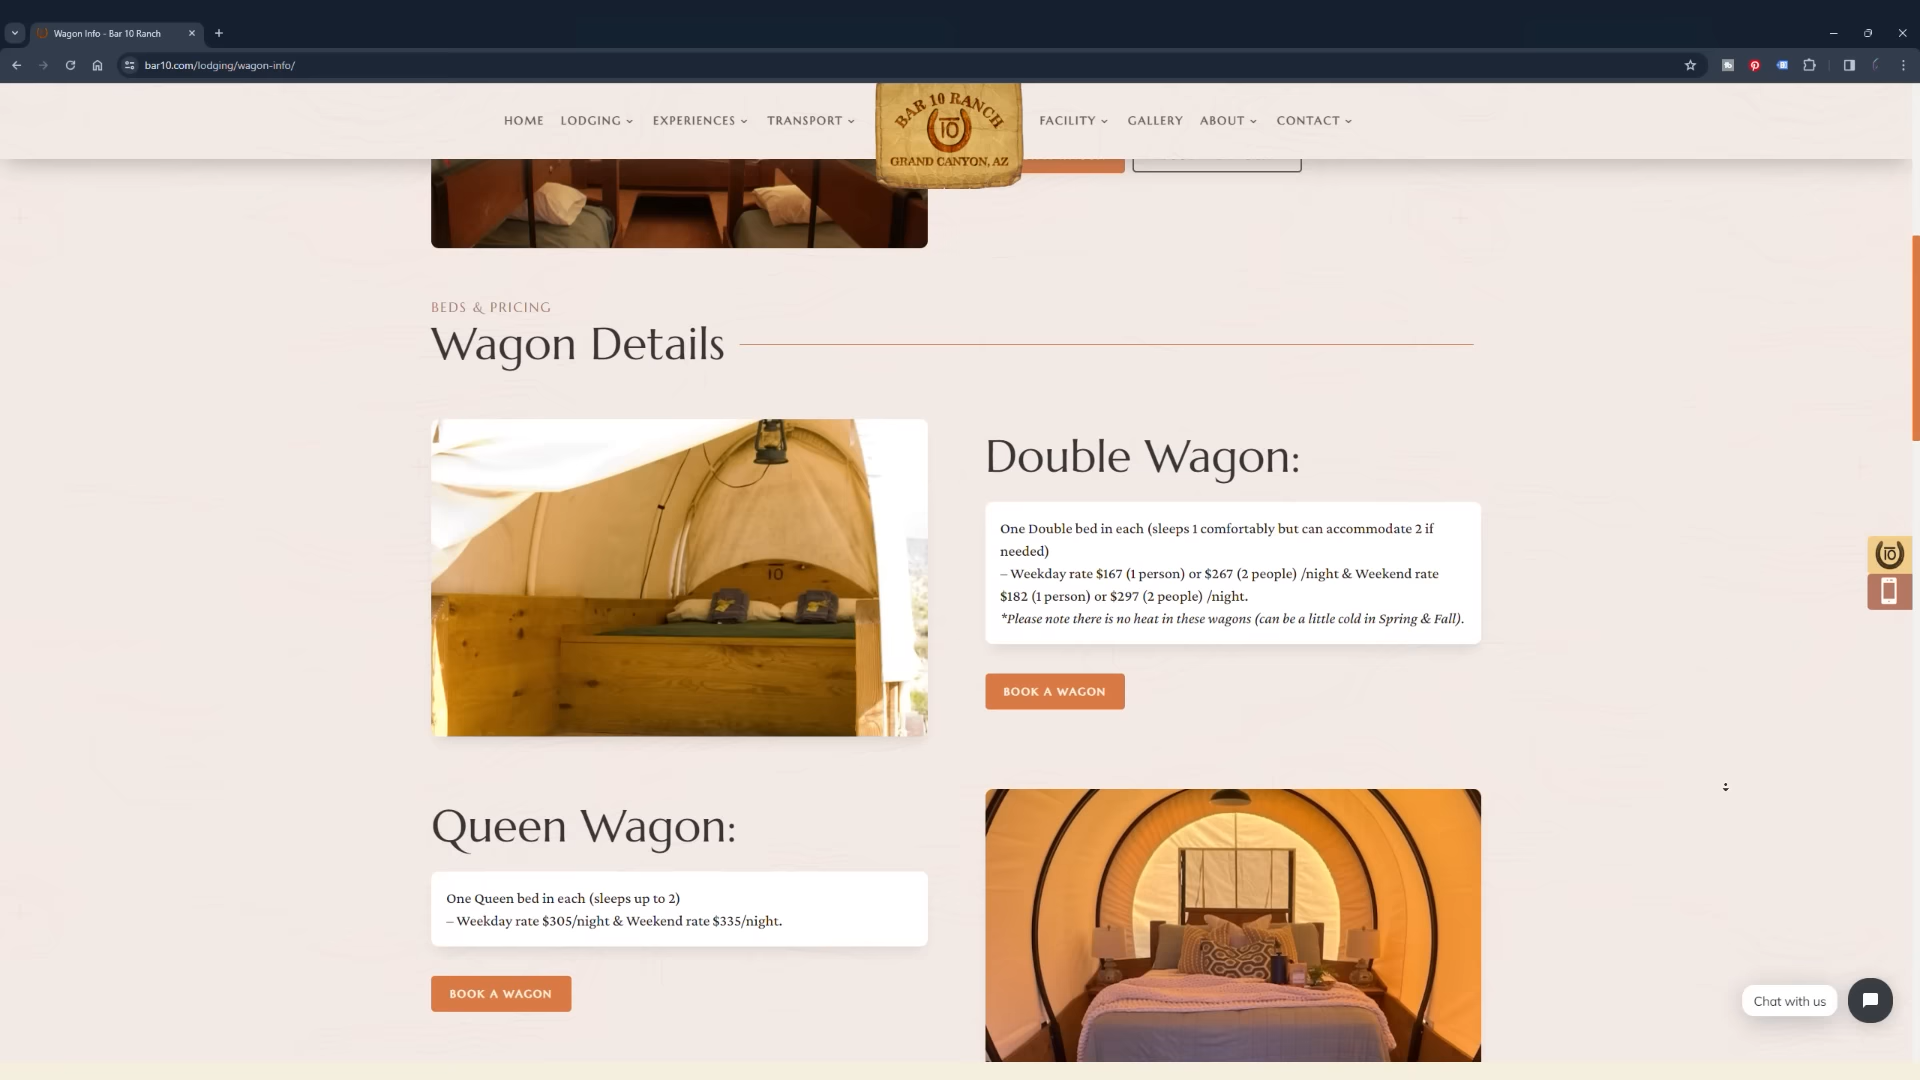 Wagon Info - Bar 10 Ranch
bar10.com/lodging/wagon-info/
HOME LODGING EXPERIENCES TRANSPORT
BAR 10 RANCH
10
GRAND CANYON, AZ
FACILITY GALLERY ABOUT CONTACT
BEDS & PRICING
Wagon Details
10
Double Wagon:
One Double bed in each (sleeps 1 comfortably but can accommodate 2 if
needed)
– Weekday rate $167 (1 person) or $267 (2 people) /night & Weekend rate
$182 (1 person) or $297 (2 people) /night.
*Please note there is no heat in these wagons (can be a little cold in Spring & Fall).
BOOK A WAGON
10
Queen Wagon:
One Queen bed in each (sleeps up to 2)
– Weekday rate $305/night & Weekend rate $335/night.
BOOK A WAGON
Chat with us